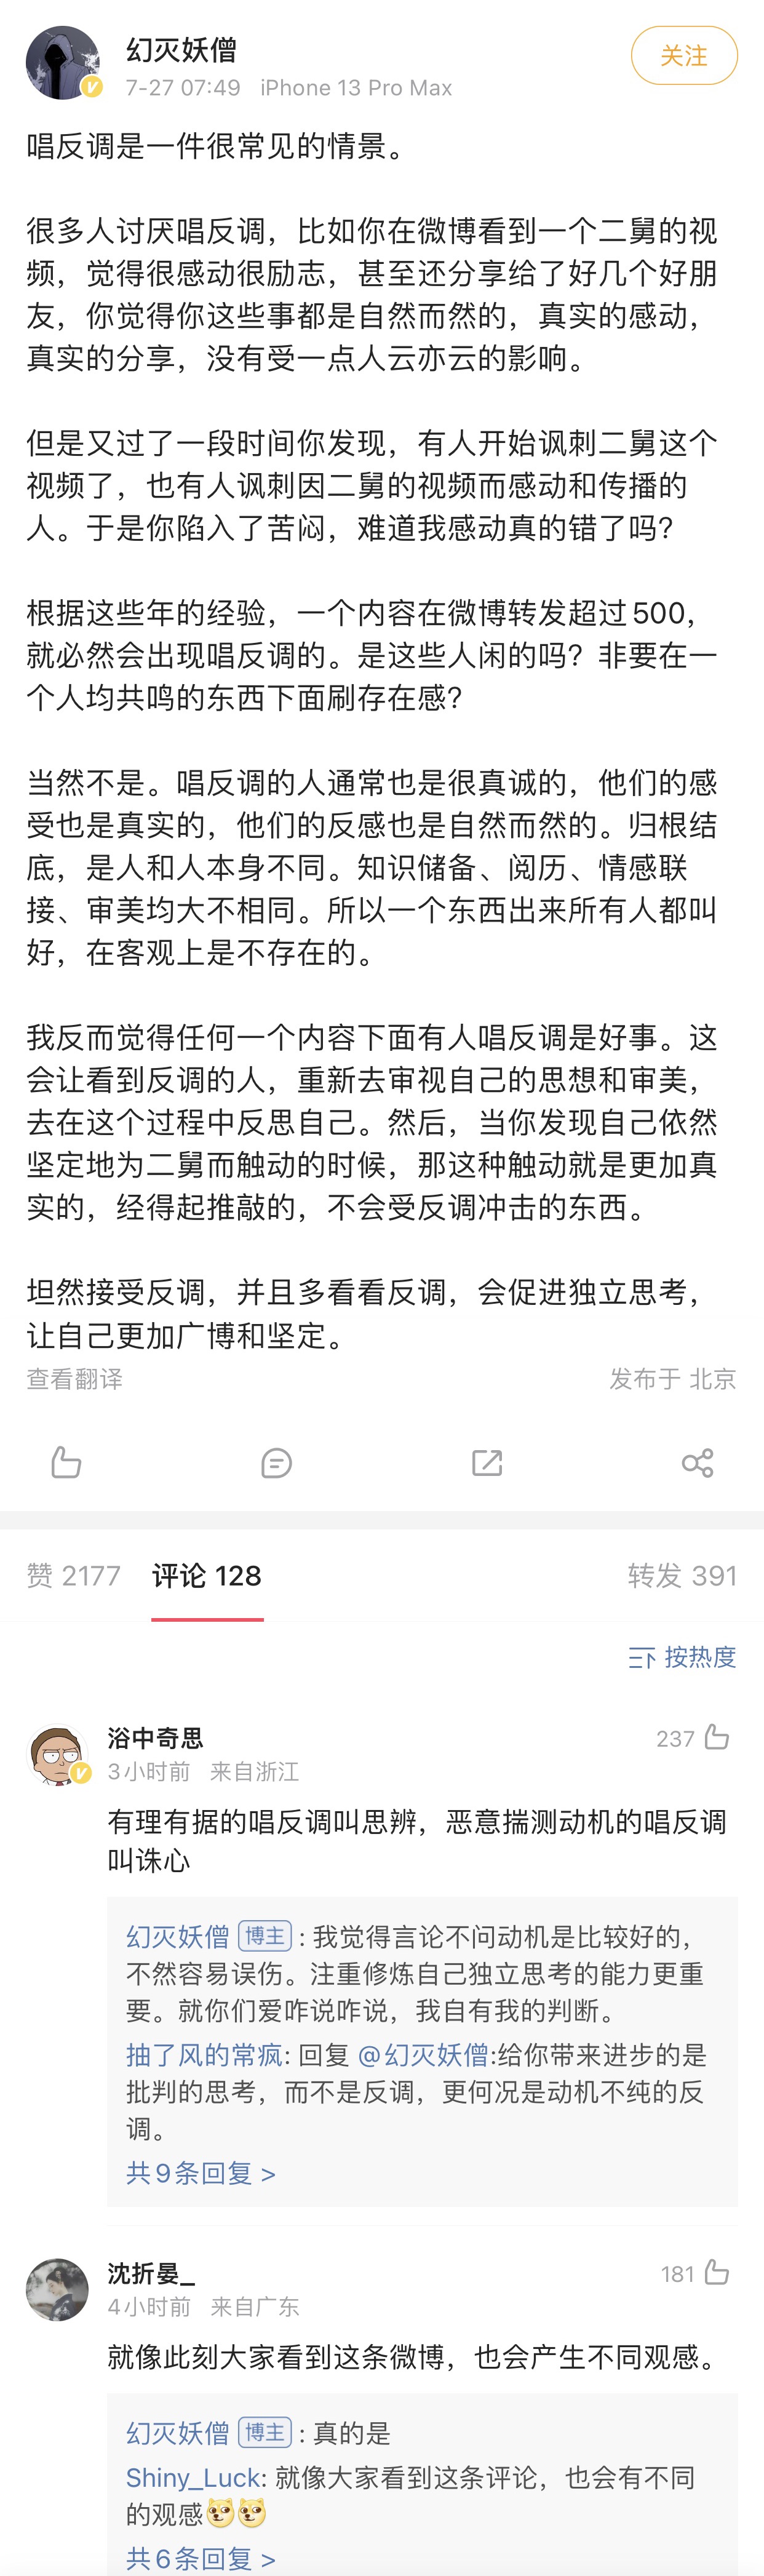 幻灭妖僧
7-27 07:49 iPhone 13 Pro Max
关注
唱反调是一件很常见的情景。
很多人讨厌唱反调，比如你在微博看到一个二舅的视
频，觉得很感动很励志，甚至还分享给了好几个好朋
友，你觉得你这些事都是自然而然的，真实的感动，
真实的分享，没有受一点人云亦云的影响。
但是又过了一段时间你发现，有人开始讽刺二舅这个
视频了，也有人讽刺因二舅的视频而感动和传播的
人。于是你陷入了苦闷，难道我感动真的错了吗？
根据这些年的经验，一个内容在微博转发超过500，
就必然会出现唱反调的。是这些人闲的吗？非要在一
个人均共鸣的东西下面刷存在感？
当然不是。唱反调的人通常也是很真诚的，他们的感
受也是真实的，他们的反感也是自然而然的。归根结
底，是人和人本身不同。知识储备、阅历、情感联
接、审美均大不相同。所以一个东西出来所有人都叫
好，在客观上是不存在的。
我反而觉得任何一个内容下面有人唱反调是好事。这
会让看到反调的人，重新去审视自己的思想和审美，
去在这个过程中反思自己。然后，当你发现自己依然
坚定地为二舅而触动的时候，那这种触动就是更加真
实的，经得起推敲的，不会受反调冲击的东西。
坦然接受反调，并且多看看反调，会促进独立思考，
让自己更加广博和坚定。
查看翻译 发布于 北京
赞 2177 评论 128 转发 391
按热度
浴中奇思 237
3小时前 来自浙江
有理有据的唱反调叫思辨，恶意揣测动机的唱反调
叫诛心
幻灭妖僧 博主 : 我觉得言论不问动机是比较好的，
不然容易误伤。注重修炼自己独立思考的能力更重
要。就你们爱咋说咋说，我自有我的判断。
抽了风的常疯: 回复 @幻灭妖僧:给你带来进步的是
批判的思考，而不是反调，更何况是动机不纯的反
调。
共9条回复 >
沈折晏_ 181
4小时前 来自广东
就像此刻大家看到这条微博，也会产生不同观感。
幻灭妖僧 博主 : 真的是
Shiny_Luck: 就像大家看到这条评论，也会有不同
的观感
共6条回复 >